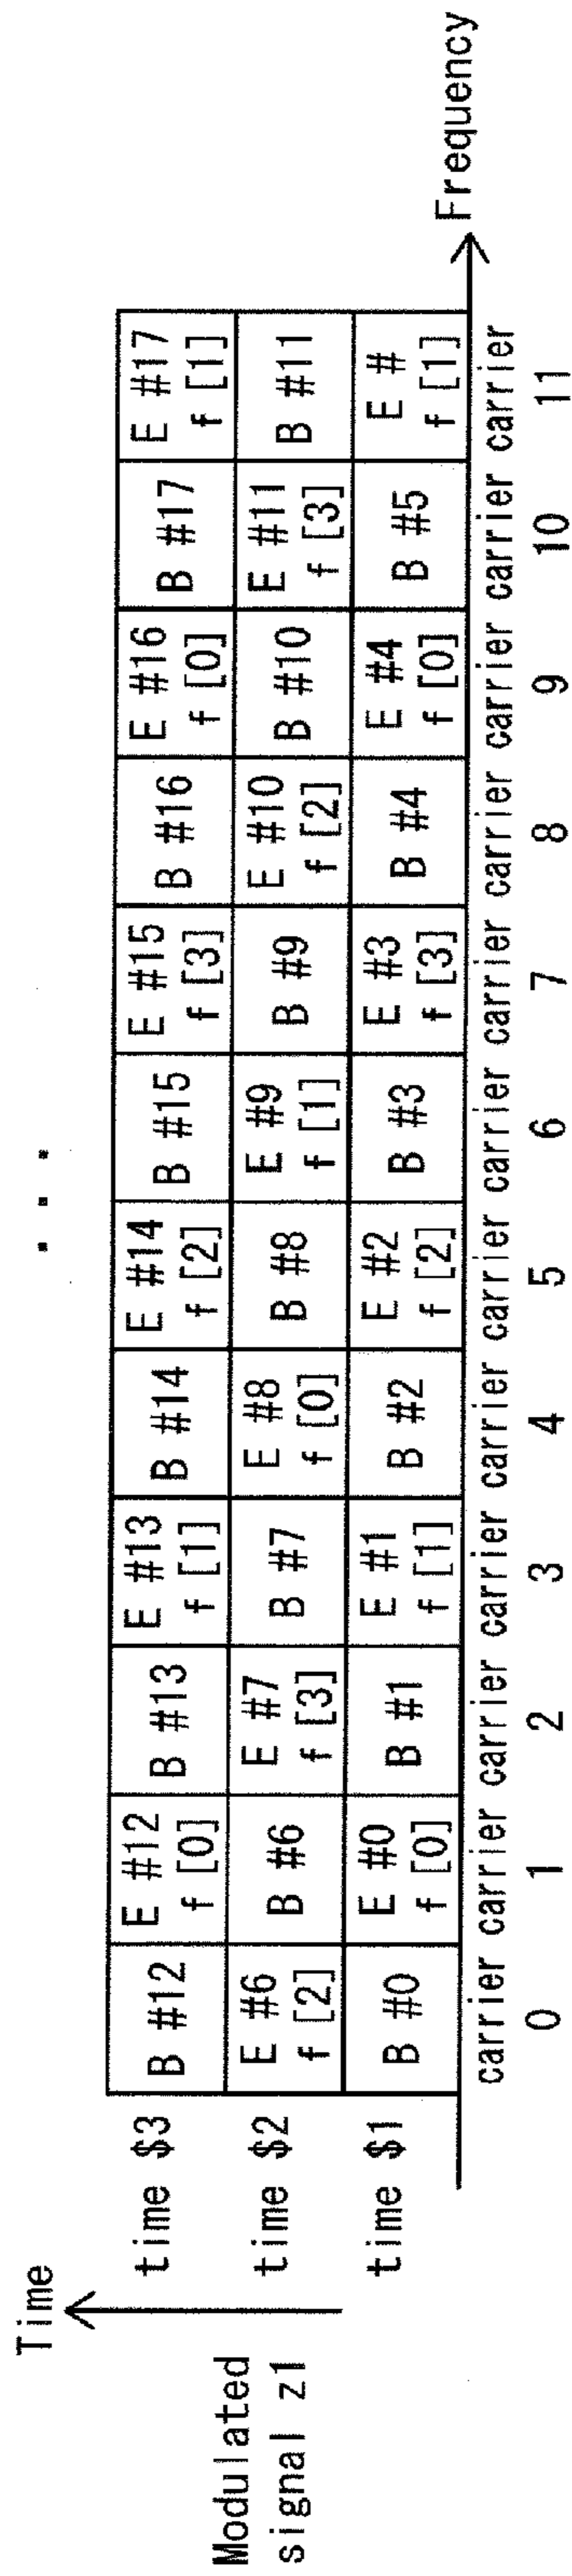 Time
Modulated
signal z1
time $3
B #12
E #12
f [0]
B #13
E #13
f [1]
B #14
E #14
f [2]
B #15
E #15
f [3]
B #16
E #16
f [0]
B #17
E #17
f [1]
time $2
E #6
f [2]
B #6
E #7
f [3]
B #7
E #8
f [0]
B #8
E #9
f [1]
B #9
E #10
f [2]
B #10
E #11
f [3]
B #11
time $1
B #0
E #0
f [0]
B #1
E #1
f [1]
B #2
E #2
f [2]
B #3
E #3
f [3]
B #4
E #4
f [0]
B #5
E #
f [1]
carrier carrier carrier carrier carrier carrier carrier carrier carrier carrier carrier carrier
0 1 2 3 4 5 6 7 8 9 10 11
Frequency